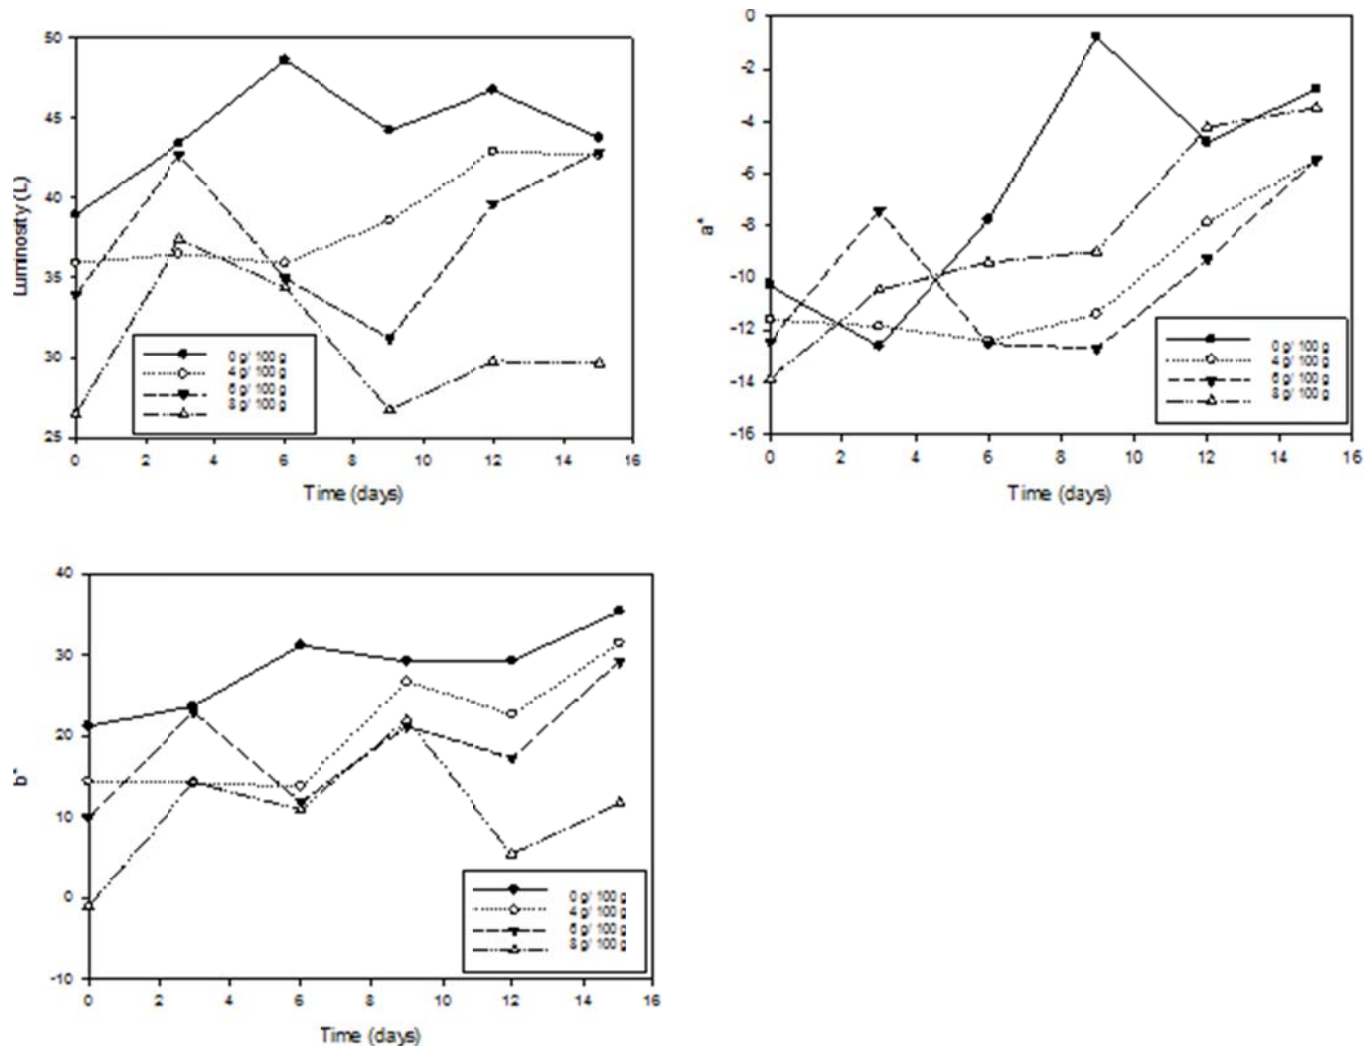 50
45
40
35
30
25
Luminosity (L)
0 g/ 100 g
4 g/ 100 g
6 g/ 100 g
8 g/ 100 g
0 2 4 6 8 10 12 14 16
Time (days)
0
-2
-4
-6
-8
-10
-12
-14
-16
a*
0 g/ 100 g
4 g/ 100 g
6 g/ 100 g
8 g/ 100 g
0 2 4 6 8 10 12 14 16
Time (days)
40
30
20
10
0
-10
b*
0 g/ 100 g
4 g/ 100 g
6 g/ 100 g
8 g/ 100 g
0 2 4 6 8 10 12 14 16
Time (days)